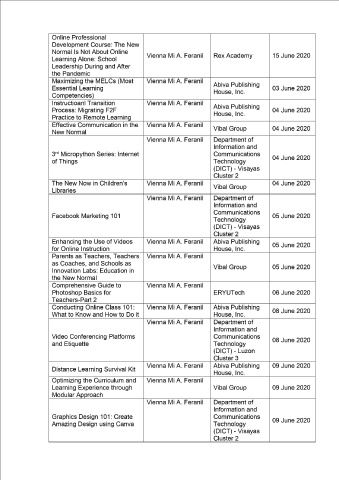 Online Professional
Development Course: The New
Normal Is Not About Online
Learning Alone: School
Leadership During and After
the Pandemic
Vienna Mi A. Feranil
Rex Academy
15 June 2020
Maximizing the MELCs (Most
Essential Learning
Competencies)
Vienna Mi A. Feranil
Abiva Publishing
House, Inc.
03 June 2020
Instructioanl Transition
Process: Migrating F2F
Practice to Remote Learning
Vienna Mi A. Feranil
Abiva Publishing
House, Inc.
04 June 2020
Effective Communication in the
New Normal
Vienna Mi A. Feranil
Vibal Group
04 June 2020
3rd Micropython Series: Internet
of Things
Vienna Mi A. Feranil
Department of
Information and
Communications
Technology
(DICT) - Visayas
Cluster 2
04 June 2020
The New Now in Children's
Libraries
Vienna Mi A. Feranil
Vibal Group
04 June 2020
Facebook Marketing 101
Vienna Mi A. Feranil
Department of
Information and
Communications
Technology
(DICT) - Visayas
Cluster 2
05 June 2020
Enhancing the Use of Videos
for Online Instruction
Vienna Mi A. Feranil
Abiva Publishing
House, Inc.
05 June 2020
Parents as Teachers, Teachers
as Coaches, and Schools as
Innovation Labs: Education in
the New Normal
Vienna Mi A. Feranil
Vibal Group
05 June 2020
Comprehensive Guide to
Photoshop Basics for
Teachers-Part 2
Vienna Mi A. Feranil
ERYUTech
06 June 2020
Conducting Online Class 101:
What to Know and How to Do it
Vienna Mi A. Feranil
Abiva Publishing
House, Inc.
08 June 2020
Video Conferencing Platforms
and Etiquette
Vienna Mi A. Feranil
Department of
Information and
Communications
Technology
(DICT) - Luzon
Cluster 3
08 June 2020
Distance Learning Survival Kit
Vienna Mi A. Feranil
Abiva Publishing
House, Inc.
09 June 2020
Optimizing the Curriculum and
Learning Experience through
Modular Approach
Vienna Mi A. Feranil
Vibal Group
09 June 2020
Graphics Design 101: Create
Amazing Design using Canva
Vienna Mi A. Feranil
Department of
Information and
Communications
Technology
(DICT) - Visayas
Cluster 2
09 June 2020